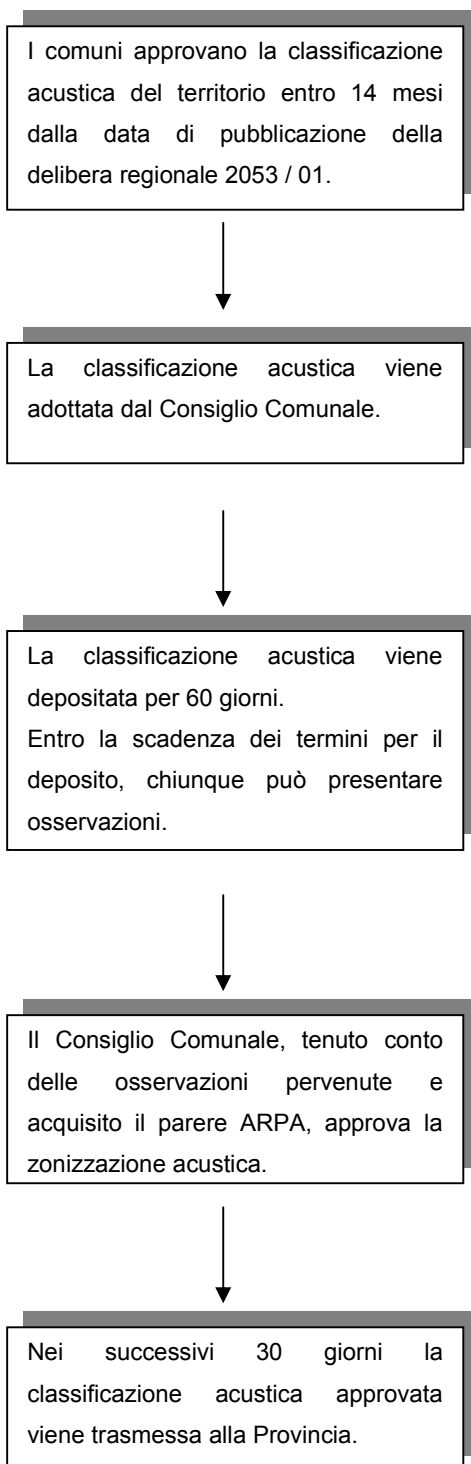 I comuni approvano la classificazione
acustica del territorio entro 14 mesi
dalla data di pubblicazione della
delibera regionale 2053 / 01.
La classificazione acustica viene
adottata dal Consiglio Comunale.
La classificazione acustica viene
depositata per 60 giorni.
Entro la scadenza dei termini per il
deposito, chiunque può presentare
osservazioni.
Il Consiglio Comunale, tenuto conto
delle osservazioni pervenute e
acquisito il parere ARPA, approva la
zonizzazione acustica.
Nei successivi 30 giorni la
classificazione acustica approvata
viene trasmessa alla Provincia.